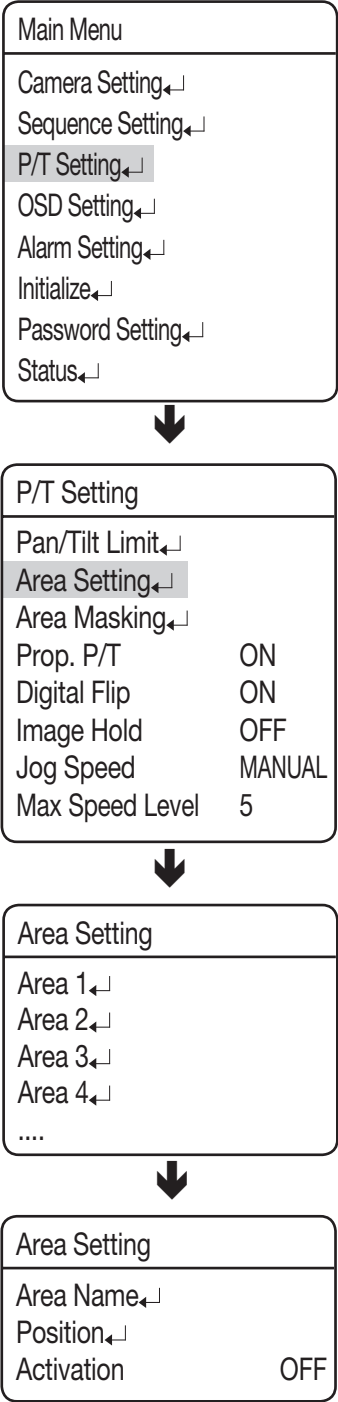 Main Menu
Camera Setting↵
Sequence Setting↵
P/T Setting↵
OSD Setting↵
Alarm Setting↵
Initialize↵
Password Setting↵
Status↵
P/T Setting
Pan/Tilt Limit↵
Area Setting↵
Area Masking↵
Prop. P/T ON
Digital Flip ON
Image Hold OFF
Jog Speed MANUAL
Max Speed Level 5
Area Setting
Area 1↵
Area 2↵
Area 3↵
Area 4↵
....
Area Setting
Area Name↵
Position↵
Activation OFF